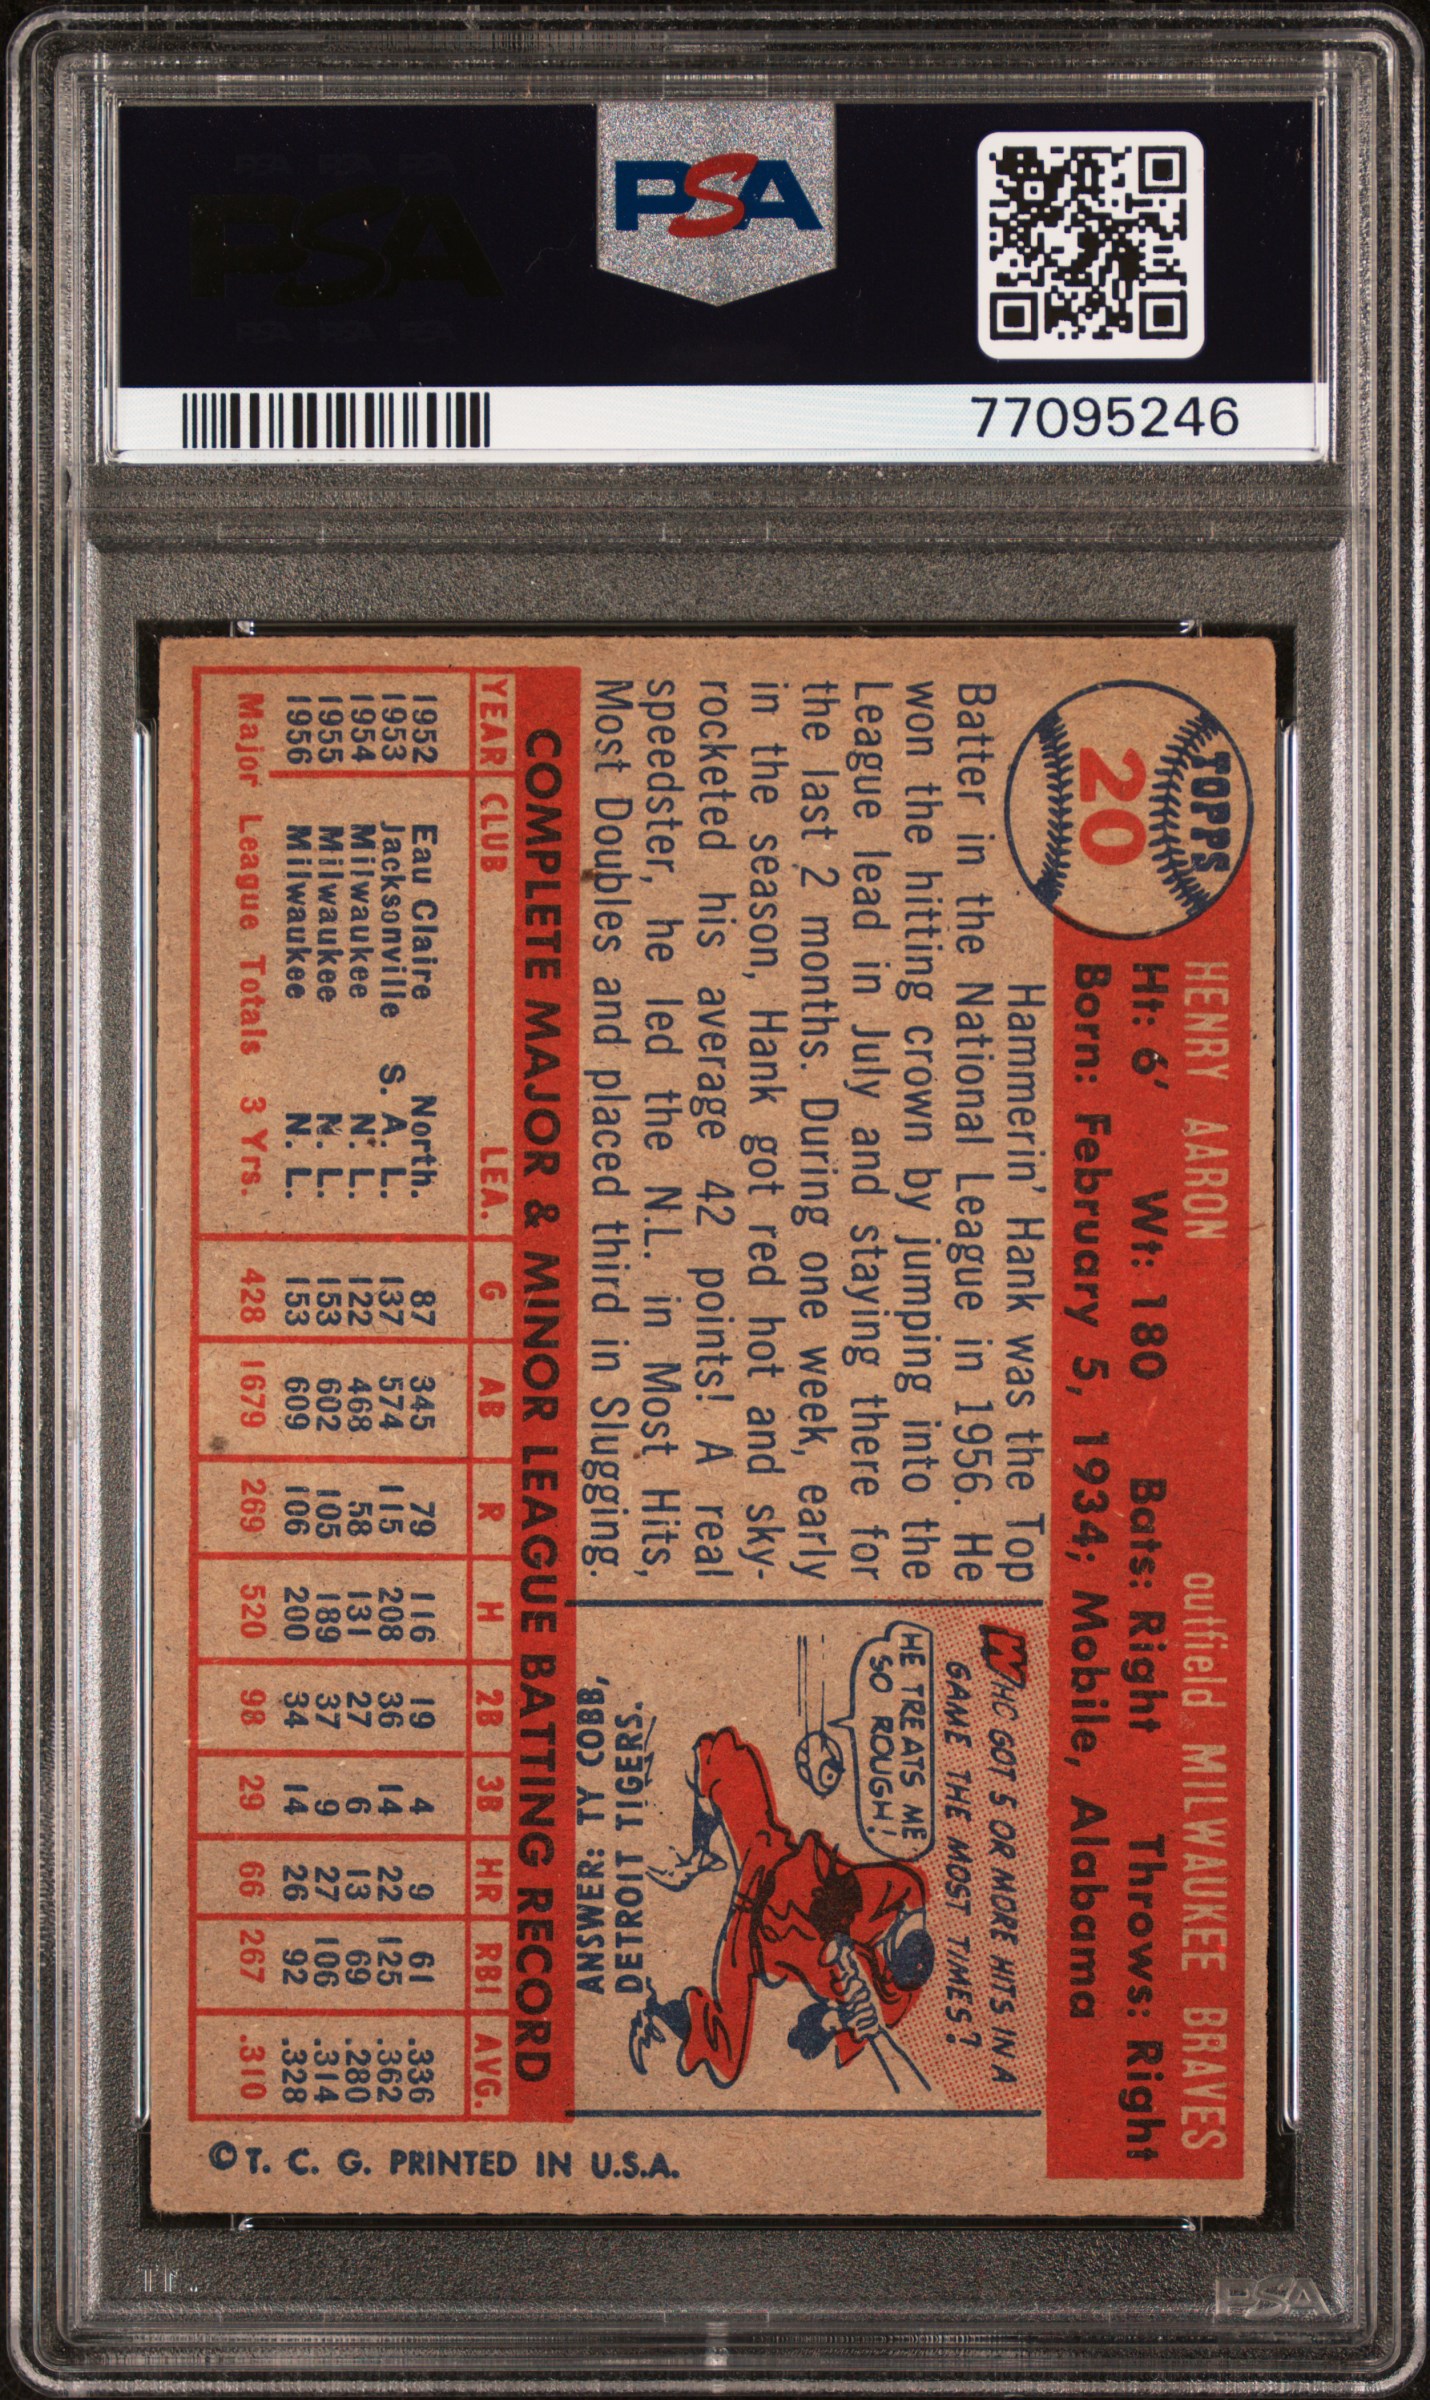 PSA
77095246
TOPPS
20
HENRY AARON outfield MILWAUKEE BRAVES
Ht: 6' Wt: 180 Bats: Right Throws: Right
Born: February 5, 1934; Mobile, Alabama
Hammerin' Hank was the Top
Batter in the National League in 1956. He
won the hitting crown by jumping into the
League lead in July and staying there for
the last 2 months. During one week, early
in the season, Hank got red hot and sky-
rocketed his average 42 points! A real
speedster, he led the N.L. in Most Hits,
Most Doubles and placed third in Slugging.
WHO GOT 5 OR MORE HITS IN A
GAME THE MOST TIMES?
HE TREATS ME
SO ROUGH!
ANSWER: TY COBB,
DETROIT TIGERS.
COMPLETE MAJOR & MINOR LEAGUE BATTING RECORD
YEAR CLUB LEA. G AB R H 2B 3B HR RBI AVG.
1952 Eau Claire North. 87 345 79 116 19 4 9 61 .336
1953 Jacksonville S. A. L. 137 574 115 208 36 14 22 125 .362
1954 Milwaukee N. L. 122 468 58 131 27 6 13 69 .280
1955 Milwaukee N. L. 153 602 105 189 37 9 27 106 .314
1956 Milwaukee N. L. 153 609 106 200 34 14 26 92 .328
Major League Totals 3 Yrs. 428 1679 269 520 98 29 66 267 .310
© T. C. G. PRINTED IN U.S.A.
PSA